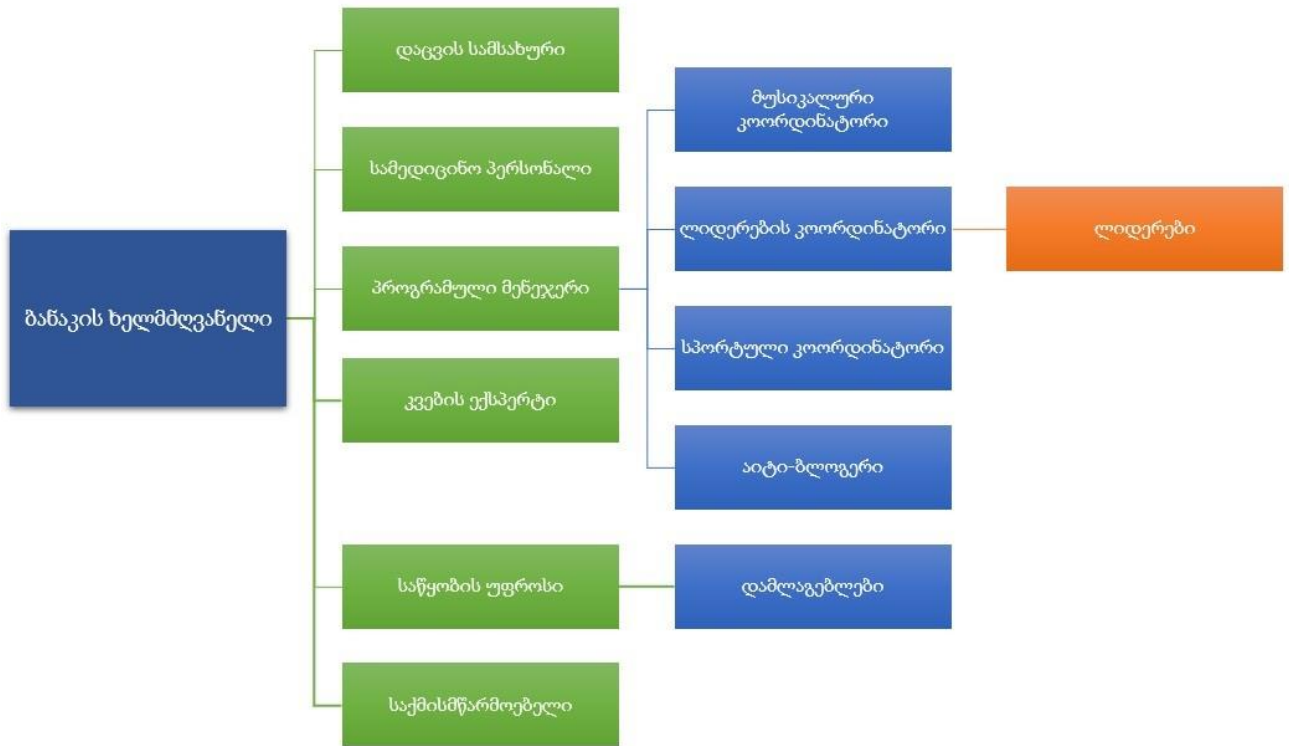 დაცვის სამსახური
სამედიცინო პერსონალი
ბანაკის ხელმძღვანელი
პროგრამული მენეჯერი
კვების ექსპერტი
საწყობის უფროსი
საქმისმწარმოებელი
მუსიკალური
კოორდინატორი
ლიდერების კოორდინატორი
სპორტული კოორდინატორი
აიტი-ბლოგერი
დამლაგებლები
ლიდერები